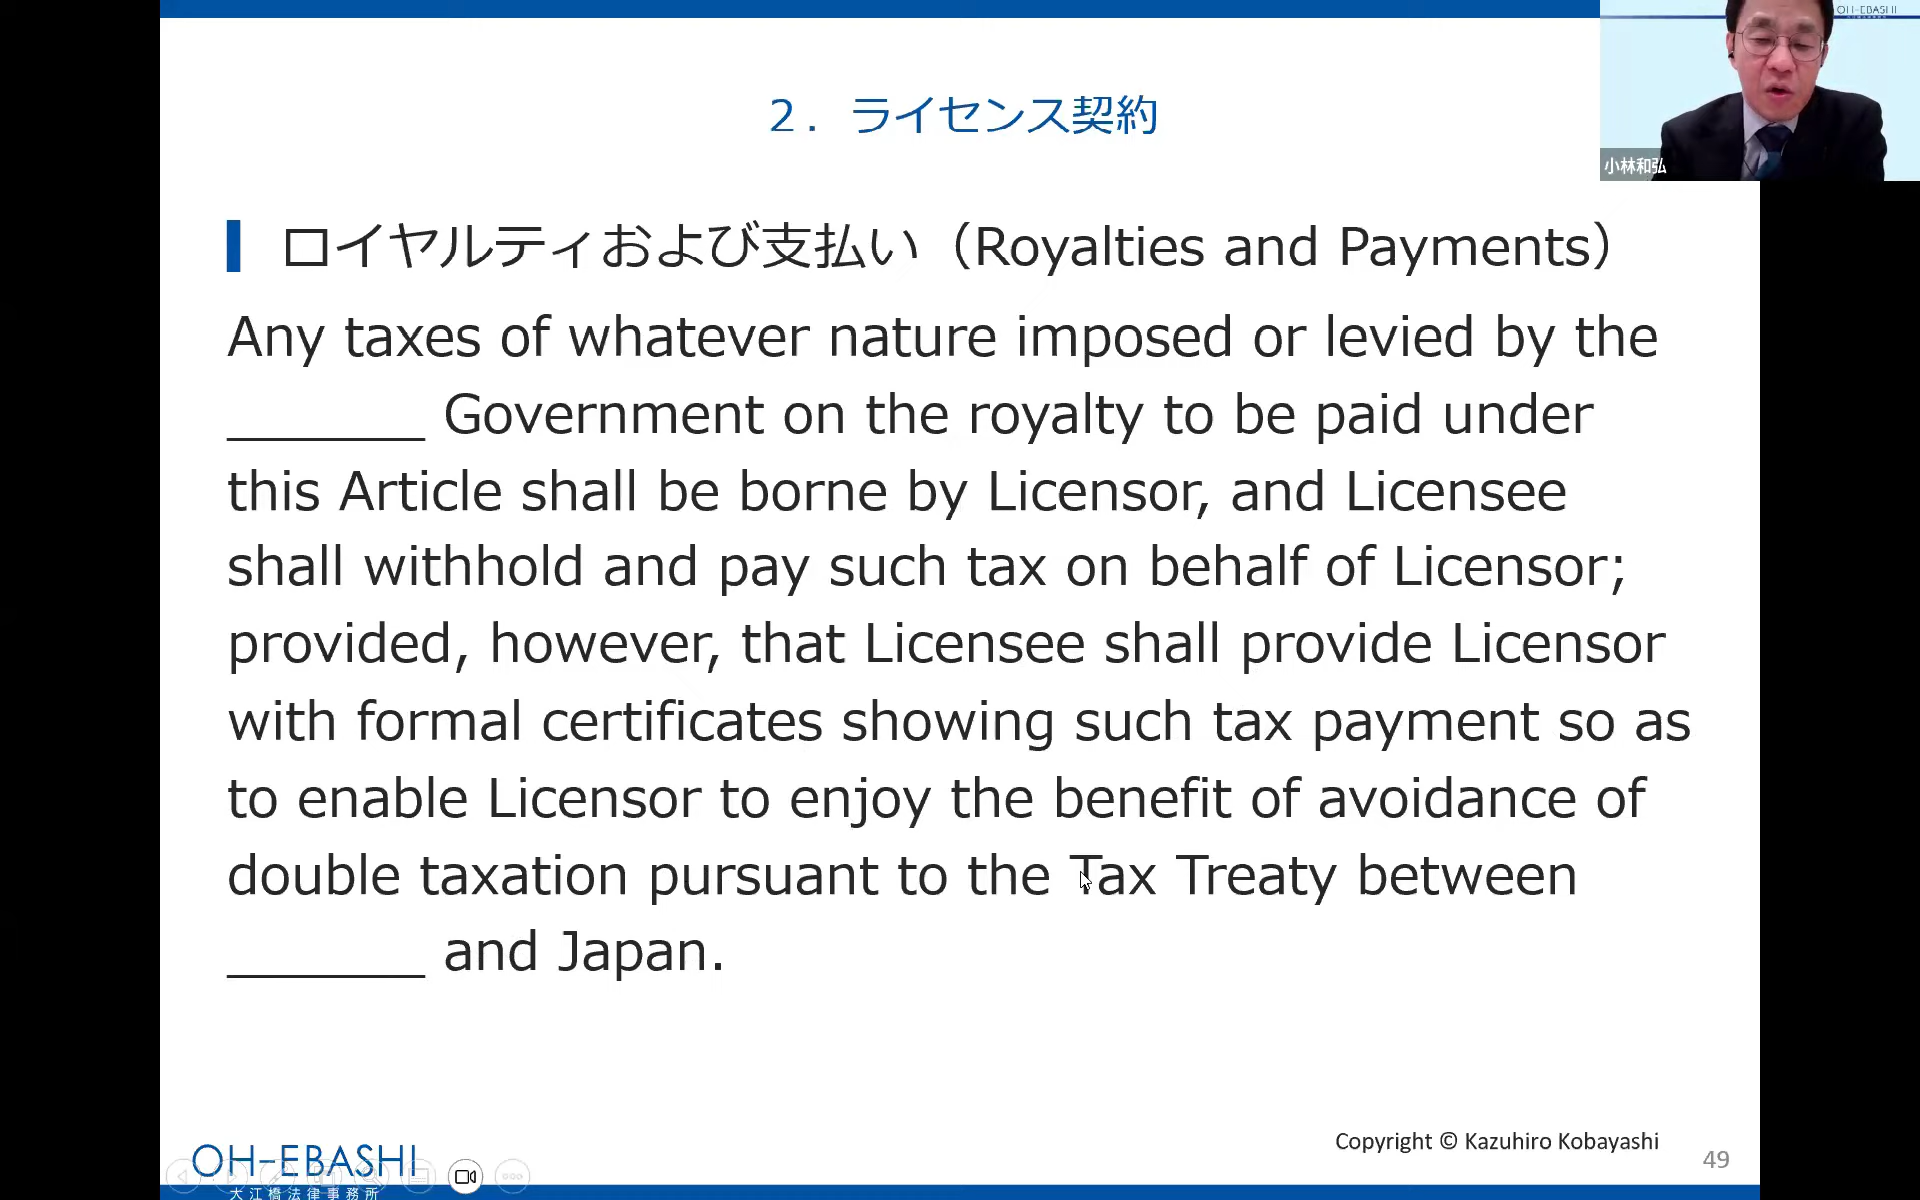 OH-EBASHI
小林和弘
２．ライセンス契約
ロイヤルティおよび支払い（Royalties and Payments）
Any taxes of whatever nature imposed or levied by the
_______ Government on the royalty to be paid under
this Article shall be borne by Licensor, and Licensee
shall withhold and pay such tax on behalf of Licensor;
provided, however, that Licensee shall provide Licensor
with formal certificates showing such tax payment so as
to enable Licensor to enjoy the benefit of avoidance of
double taxation pursuant to the Tax Treaty between
_______ and Japan.
Copyright © Kazuhiro Kobayashi
49
OH-EBASHI
大江橋法律事務所